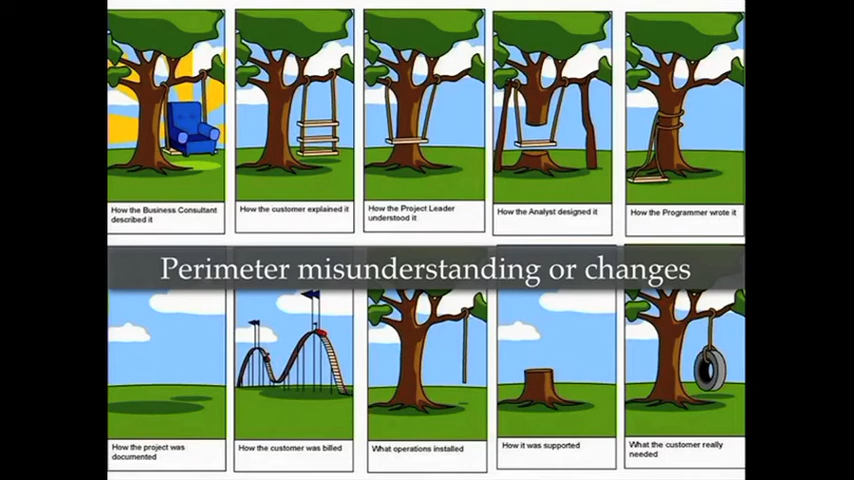 How the Business Consultant
described it
How the customer explained it
How the Project Leader
understood it
How the Analyst designed it
How the Programmer wrote it
Perimeter misunderstanding or changes
How the project was
documented
How the customer was billed
What operations installed
How it was supported
What the customer really
needed